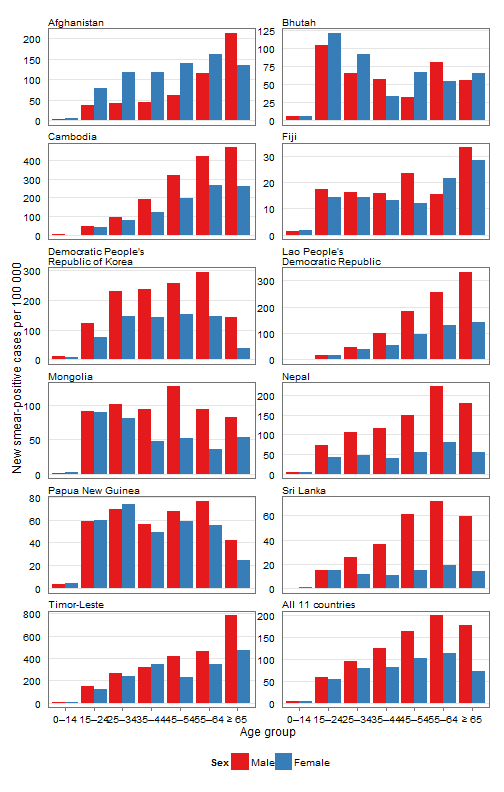 Afghanistan
Bhutah
200
150
100
50
0
125
100
75
50
25
0
Cambodia
Fiji
400
300
200
100
0
30
20
10
0
Democratic People's
Republic of Korea
Lao People's
Democratic Republic
300
200
100
0
300
200
100
0
Mongolia
Nepal
100
50
0
200
150
100
50
0
Papua New Guinea
Sri Lanka
80
60
40
20
0
60
40
20
0
Timor-Leste
All 11 countries
800
600
400
200
0
200
150
100
50
0
0–14 15–24 25–34 35–44 45–54 55–64 ≥ 65
0–14 15–24 25–34 35–44 45–54 55–64 ≥ 65
New smear-positive cases per 100 000
Age group
Sex Male Female